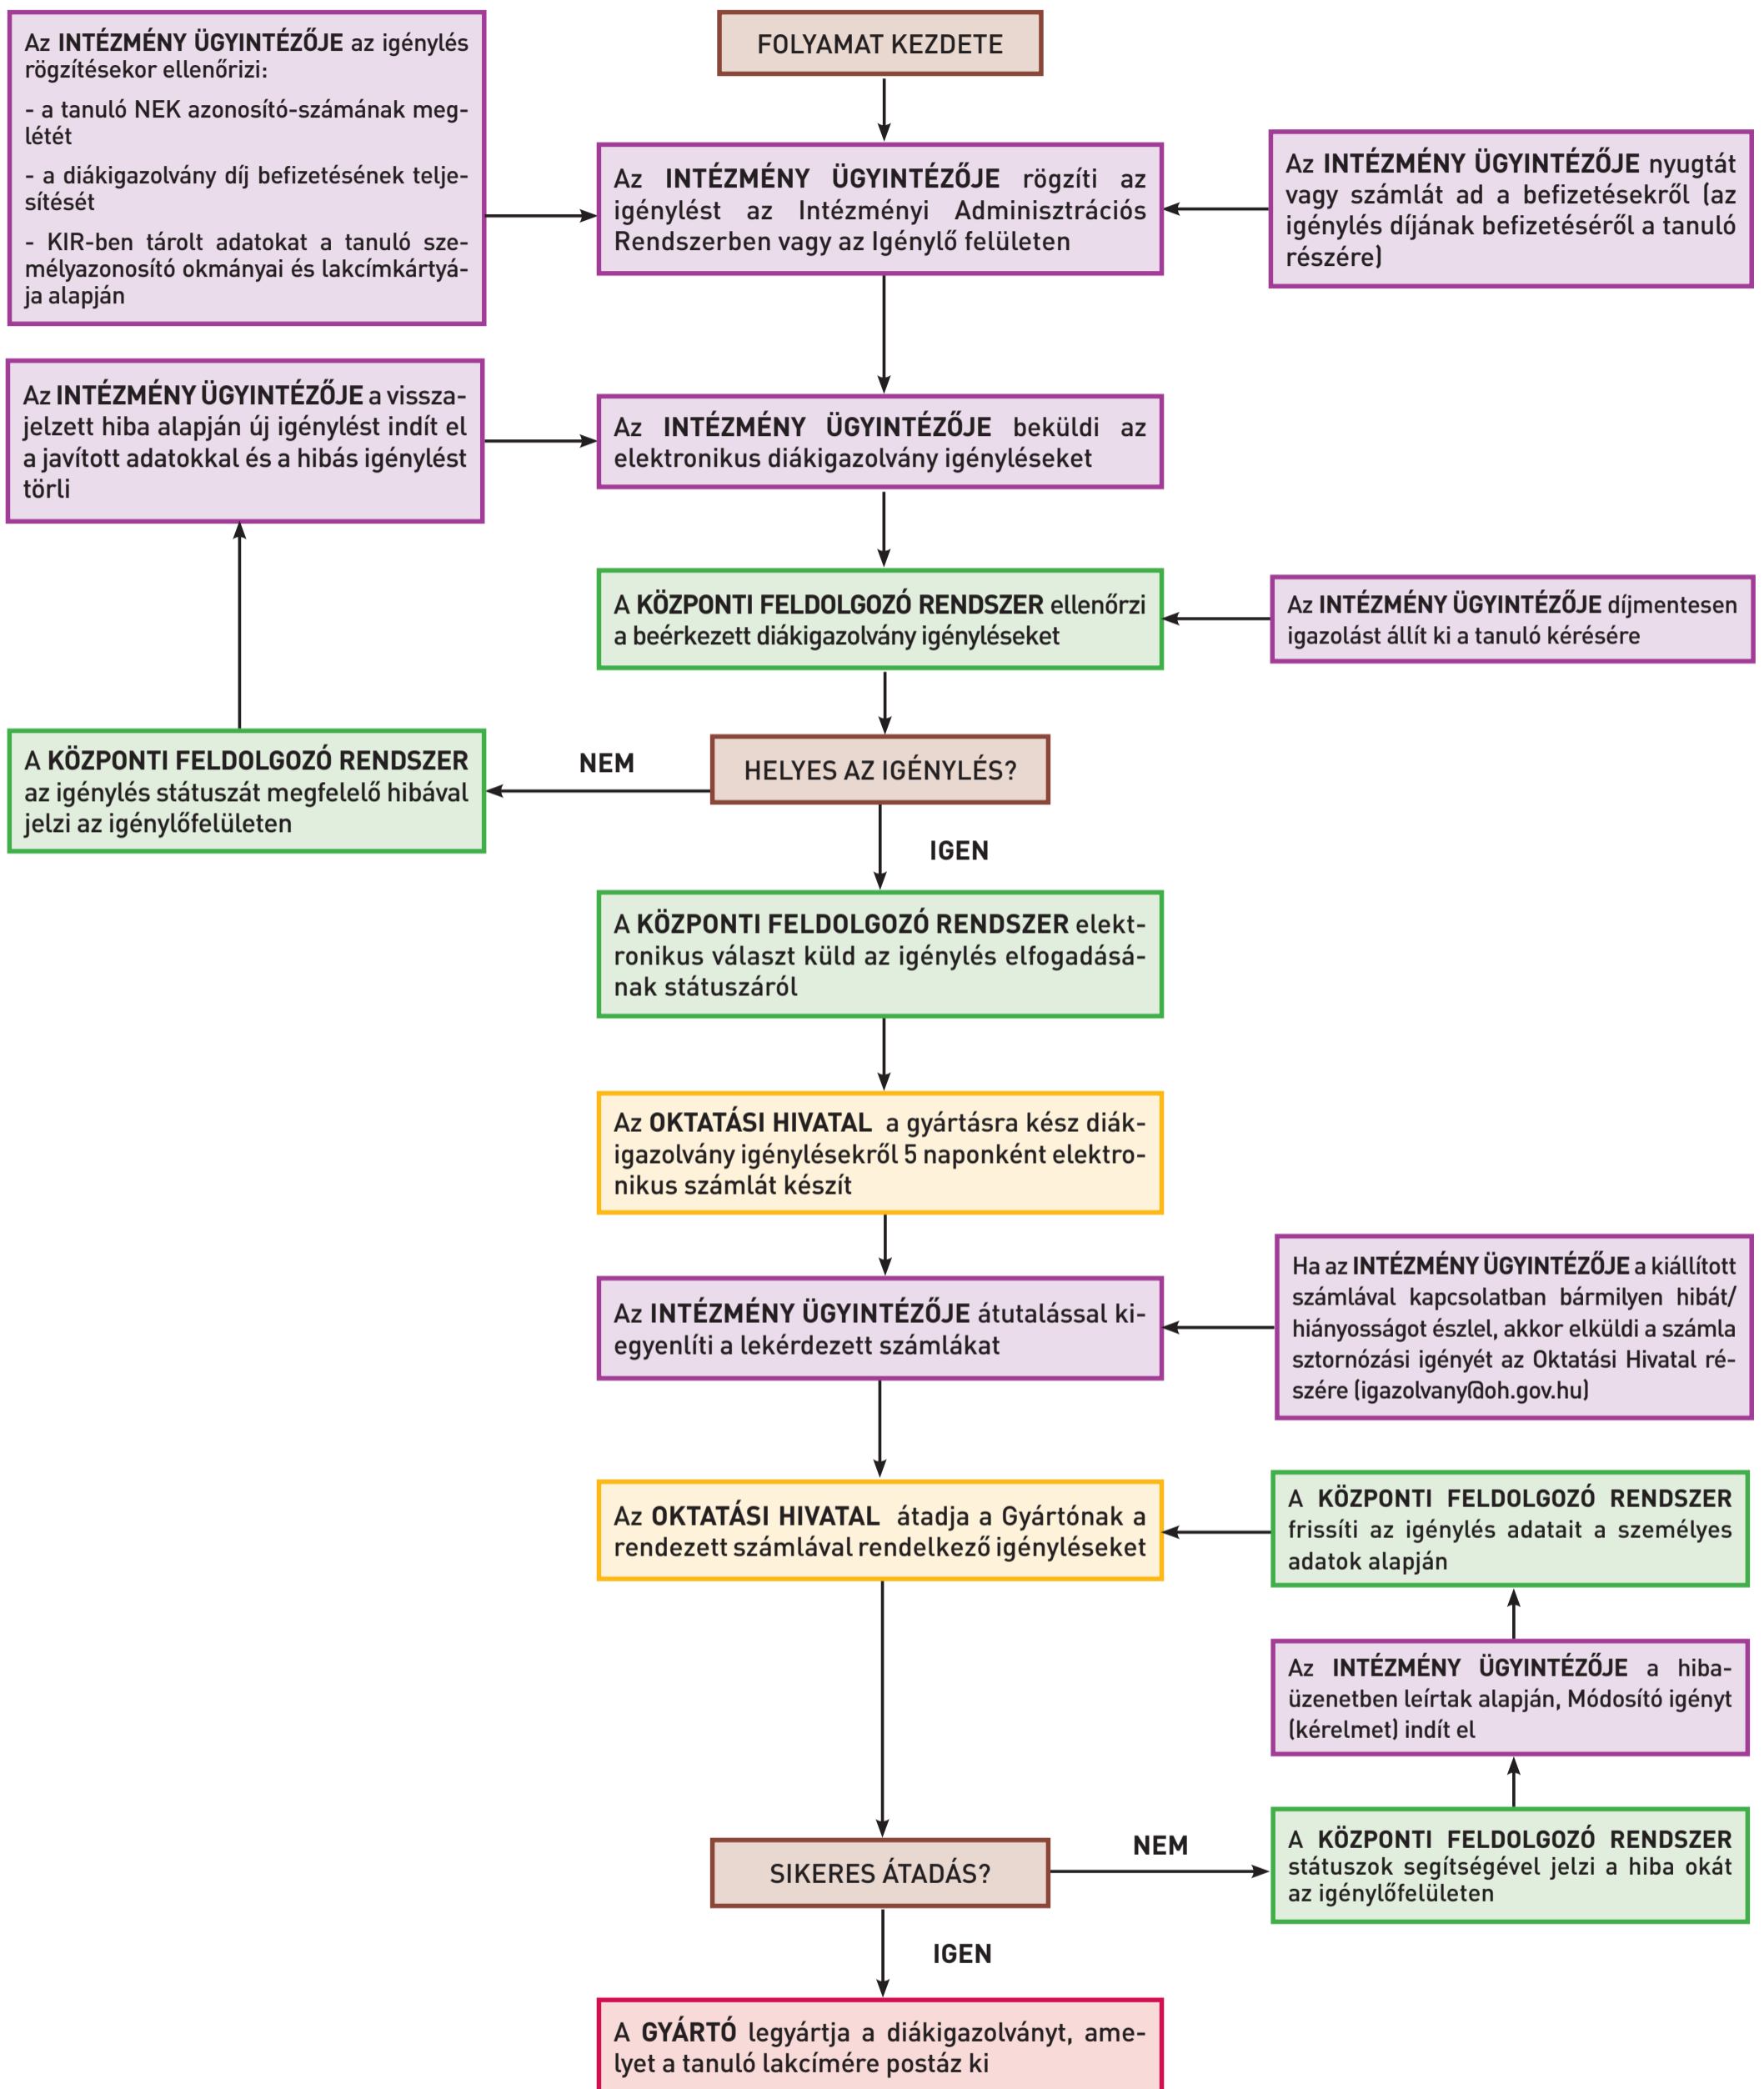 FOLYAMAT KEZDETE
Az INTÉZMÉNY ÜGYINTÉZŐJE az igénylés
rögzítésekor ellenőrizi:
- a tanuló NEK azonosító-számának meg-
létét
- a diákigazolvány díj befizetésének telje-
sítését
- KIR-ben tárolt adatokat a tanuló sze-
mélyazonosító okmányai és lakcímkártyá-
ja alapján
Az INTÉZMÉNY ÜGYINTÉZŐJE rögzíti az
igénylést az Intézményi Adminisztrációs
Rendszerben vagy az Igénylő felületen
Az INTÉZMÉNY ÜGYINTÉZŐJE nyugtát
vagy számlát ad a befizetésekről (az
igénylés díjának befizetéséről a tanuló
részére)
Az INTÉZMÉNY ÜGYINTÉZŐJE a vissza-
jelzett hiba alapján új igénylést indít el
a javított adatokkal és a hibás igénylést
törli
Az INTÉZMÉNY ÜGYINTÉZŐJE beküldi az
elektronikus diákigazolvány igényléseket
A KÖZPONTI FELDOLGOZÓ RENDSZER ellenőrzi
a beérkezett diákigazolvány igényléseket
Az INTÉZMÉNY ÜGYINTÉZŐJE díjmentesen
igazolást állít ki a tanuló kérésére
HELYES AZ IGÉNYLÉS?
NEM
A KÖZPONTI FELDOLGOZÓ RENDSZER
az igénylés státuszát megfelelő hibával
jelzi az igénylőfelületen
IGEN
A KÖZPONTI FELDOLGOZÓ RENDSZER elekt-
ronikus választ küld az igénylés elfogadásá-
nak státuszáról
Az OKTATÁSI HIVATAL a gyártásra kész diák-
igazolvány igénylésekről 5 naponként elektro-
nikus számlát készít
Az INTÉZMÉNY ÜGYINTÉZŐJE átutalással ki-
egyenlíti a lekérdezett számlákat
Ha az INTÉZMÉNY ÜGYINTÉZŐJE a kiállított
számlával kapcsolatban bármilyen hibát/
hiányosságot észlel, akkor elküldi a számla
sztornózási igényét az Oktatási Hivatal ré-
szére (igazolvany@oh.gov.hu)
Az OKTATÁSI HIVATAL átadja a Gyártónak a
rendezett számlával rendelkező igényléseket
A KÖZPONTI FELDOLGOZÓ RENDSZER
frissíti az igénylés adatait a személyes
adatok alapján
Az INTÉZMÉNY ÜGYINTÉZŐJE a hiba-
üzenetben leírtak alapján, Módosító igényt
(kérelmet) indít el
SIKERES ÁTADÁS?
NEM
A KÖZPONTI FELDOLGOZÓ RENDSZER
státuszok segítségével jelzi a hiba okát
az igénylőfelületen
IGEN
A GYÁRTÓ legyártja a diákigazolványt, ame-
lyet a tanuló lakcímére postáz ki